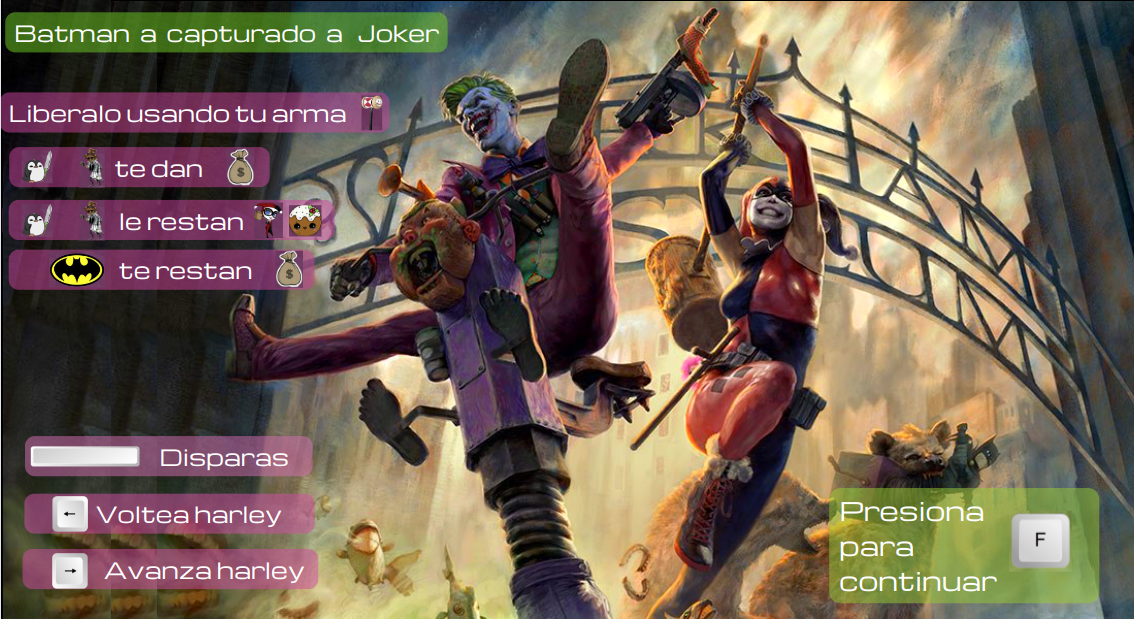 Batman a capturado a Joker
Liberalo usando tu arma
te dan
le restan
te restan
Disparas
← Voltea harley
→ Avanza harley
Presiona
para
continuar
F